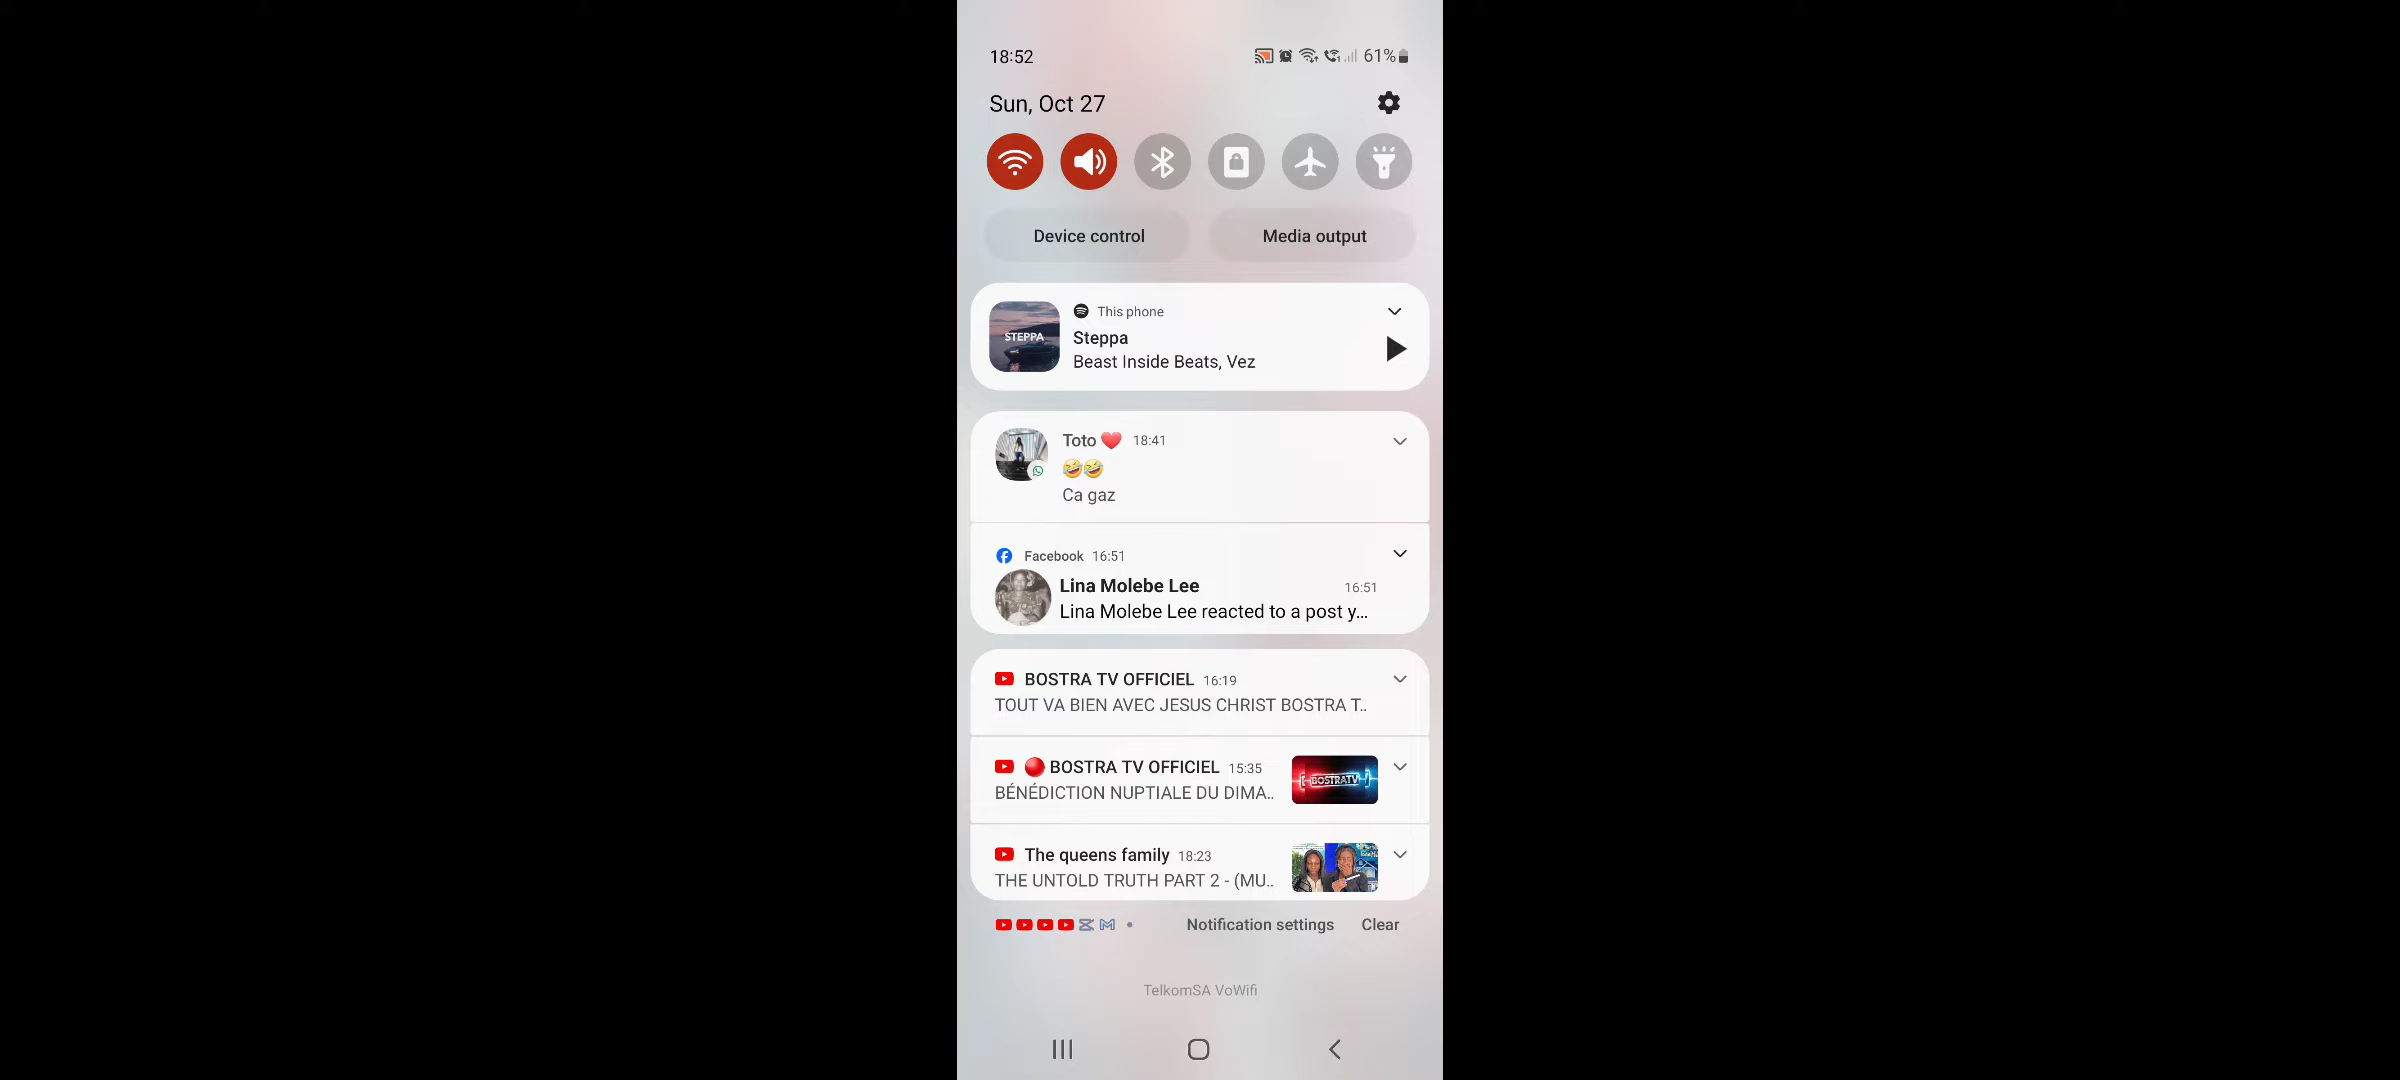 18:52
61%
Sun, Oct 27
Device control
Media output
STEPPA
This phone
Steppa
Beast Inside Beats, Vez
Toto ❤️ 18:41
🤣🤣
Ca gaz
Facebook 16:51
Lina Molebe Lee 16:51
Lina Molebe Lee reacted to a post y...
BOSTRA TV OFFICIEL 16:19
TOUT VA BIEN AVEC JESUS CHRIST BOSTRA T..
🔴 BOSTRA TV OFFICIEL 15:35
BÉNÉDICTION NUPTIALE DU DIMA..
BOSTRATV
The queens family 18:23
THE UNTOLD TRUTH PART 2 - (MU..
Notification settings
Clear
TelkomSA VoWifi